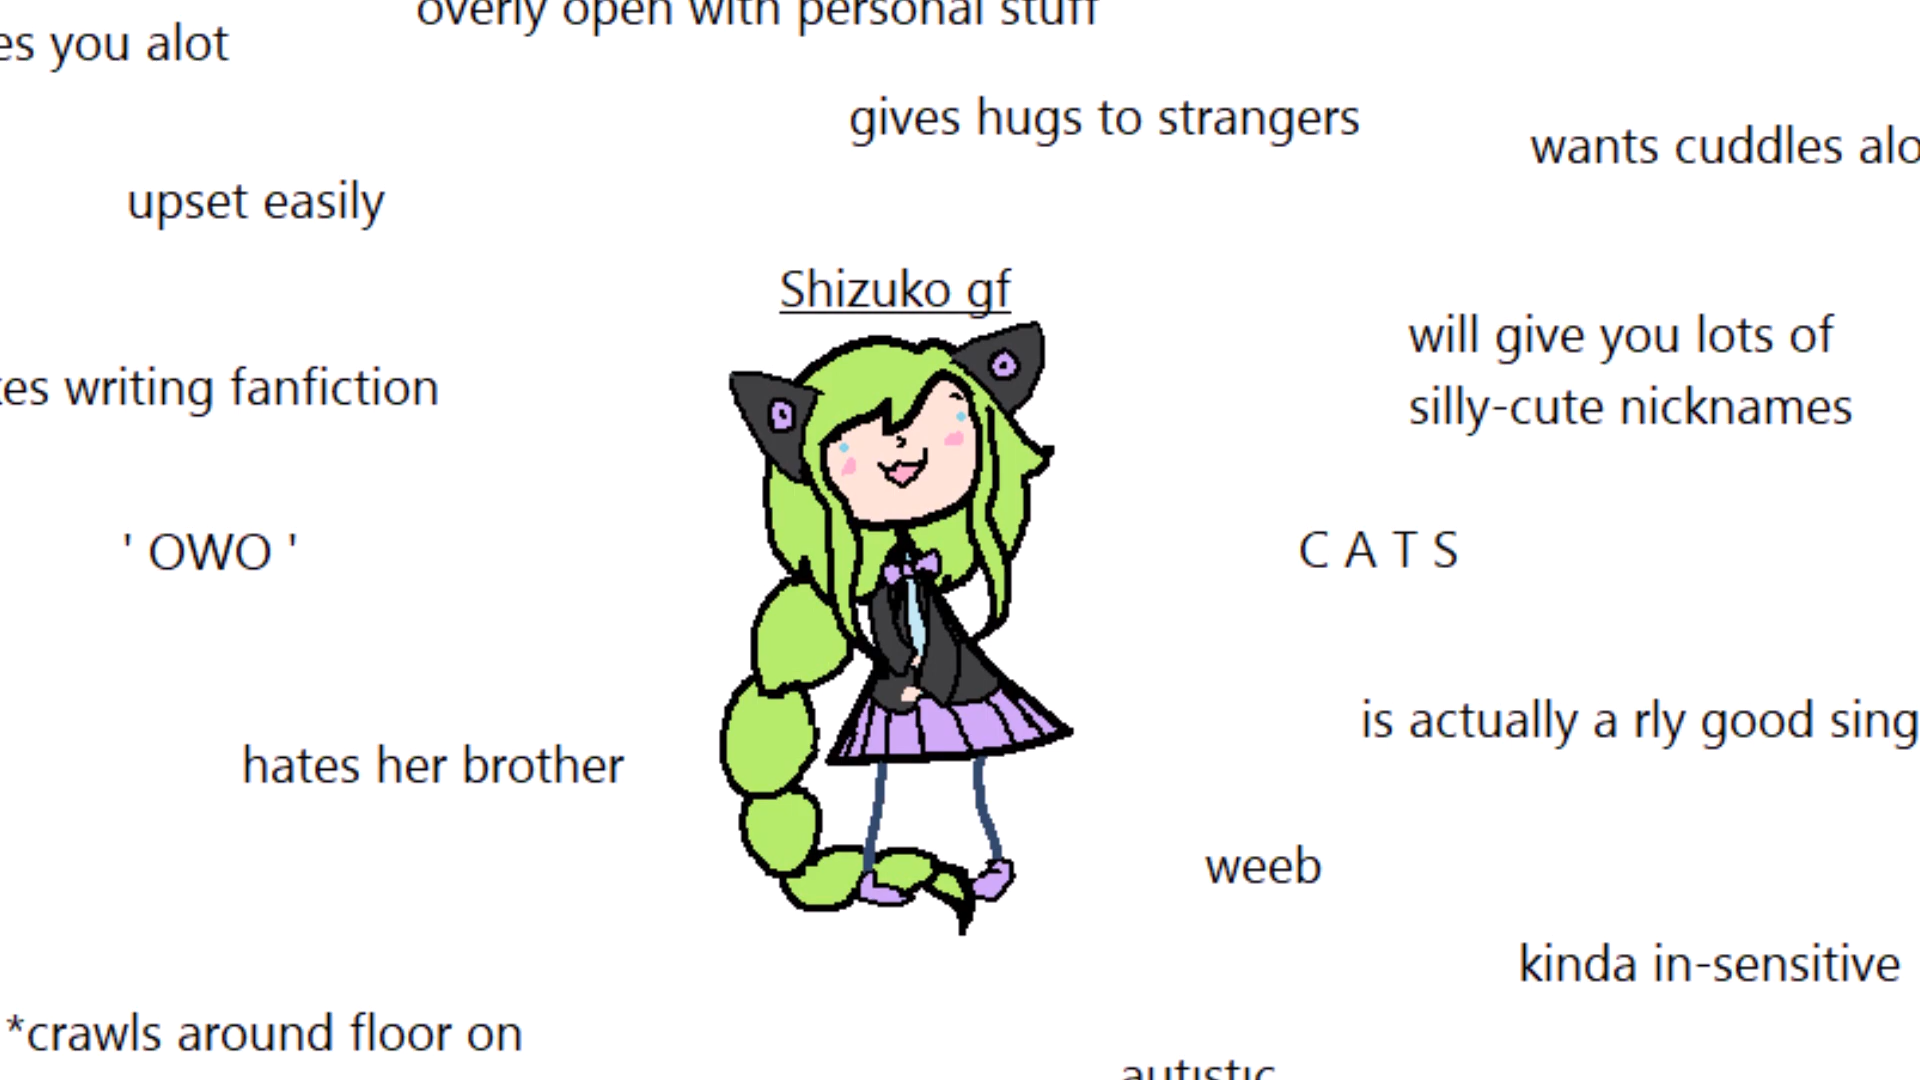 overly open with personal stuff
es you alot
gives hugs to strangers
wants cuddles alo
upset easily
Shizuko gf
will give you lots of
silly-cute nicknames
es writing fanfiction
' OWO '
C A T S
is actually a rly good sing
hates her brother
weeb
kinda in-sensitive
*crawls around floor on
autistic